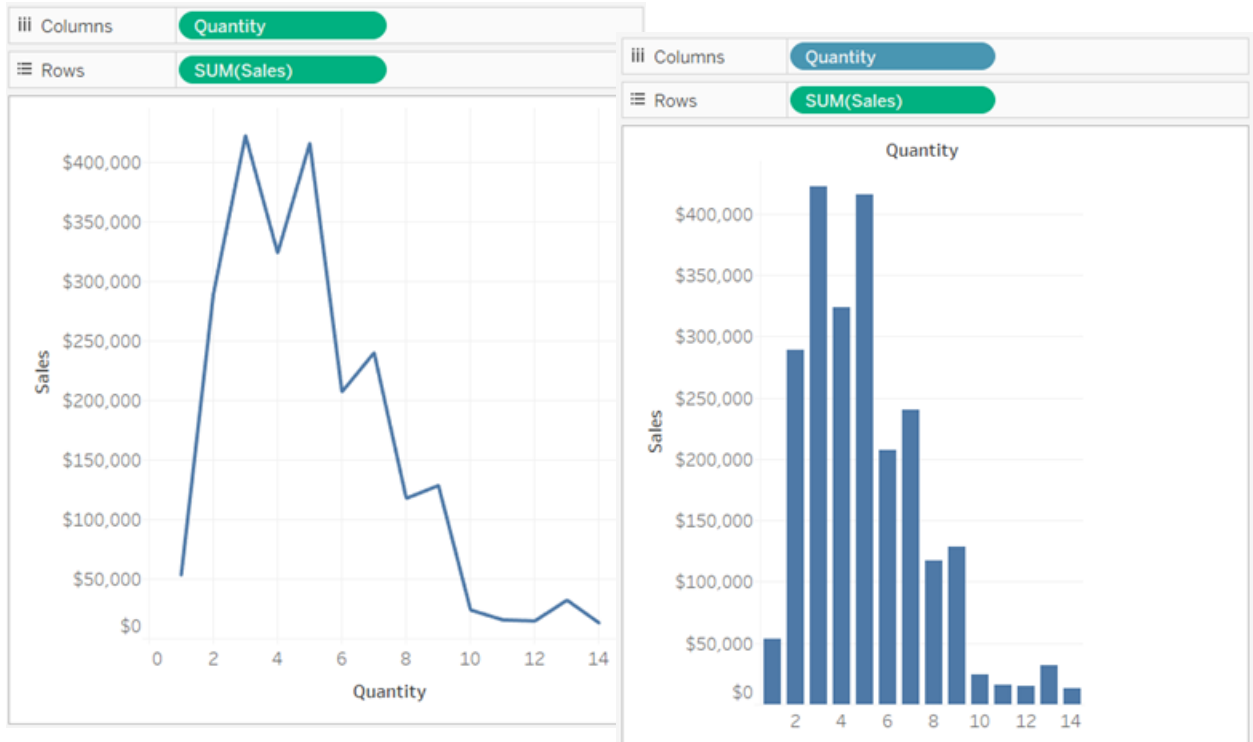 Columns
Quantity
Rows
SUM(Sales)
$400,000
$350,000
$300,000
$250,000
$200,000
$150,000
$100,000
$50,000
$0
Sales
0 2 4 6 8 10 12 14
Quantity
Columns
Quantity
Rows
SUM(Sales)
Quantity
$400,000
$350,000
$300,000
$250,000
$200,000
$150,000
$100,000
$50,000
$0
Sales
2 4 6 8 10 12 14